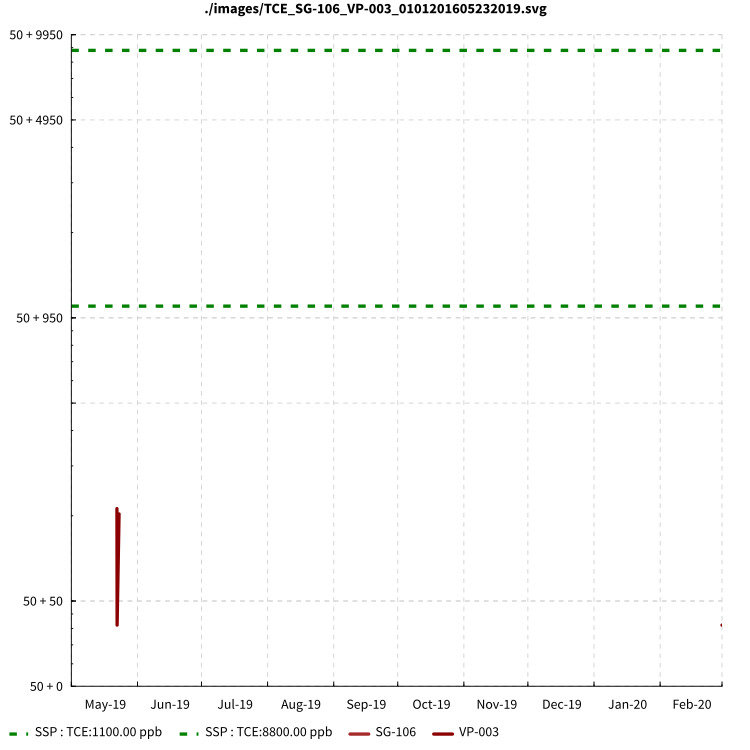 ./images/TCE_SG-106_VP-003_0101201605232019.svg
50 + 9950
50 + 4950
50 + 950
50 + 50
50 + 0
May-19 Jun-19 Jul-19 Aug-19 Sep-19 Oct-19 Nov-19 Dec-19 Jan-20 Feb-20
SSP : TCE:1100.00 ppb SSP : TCE:8800.00 ppb SG-106 VP-003